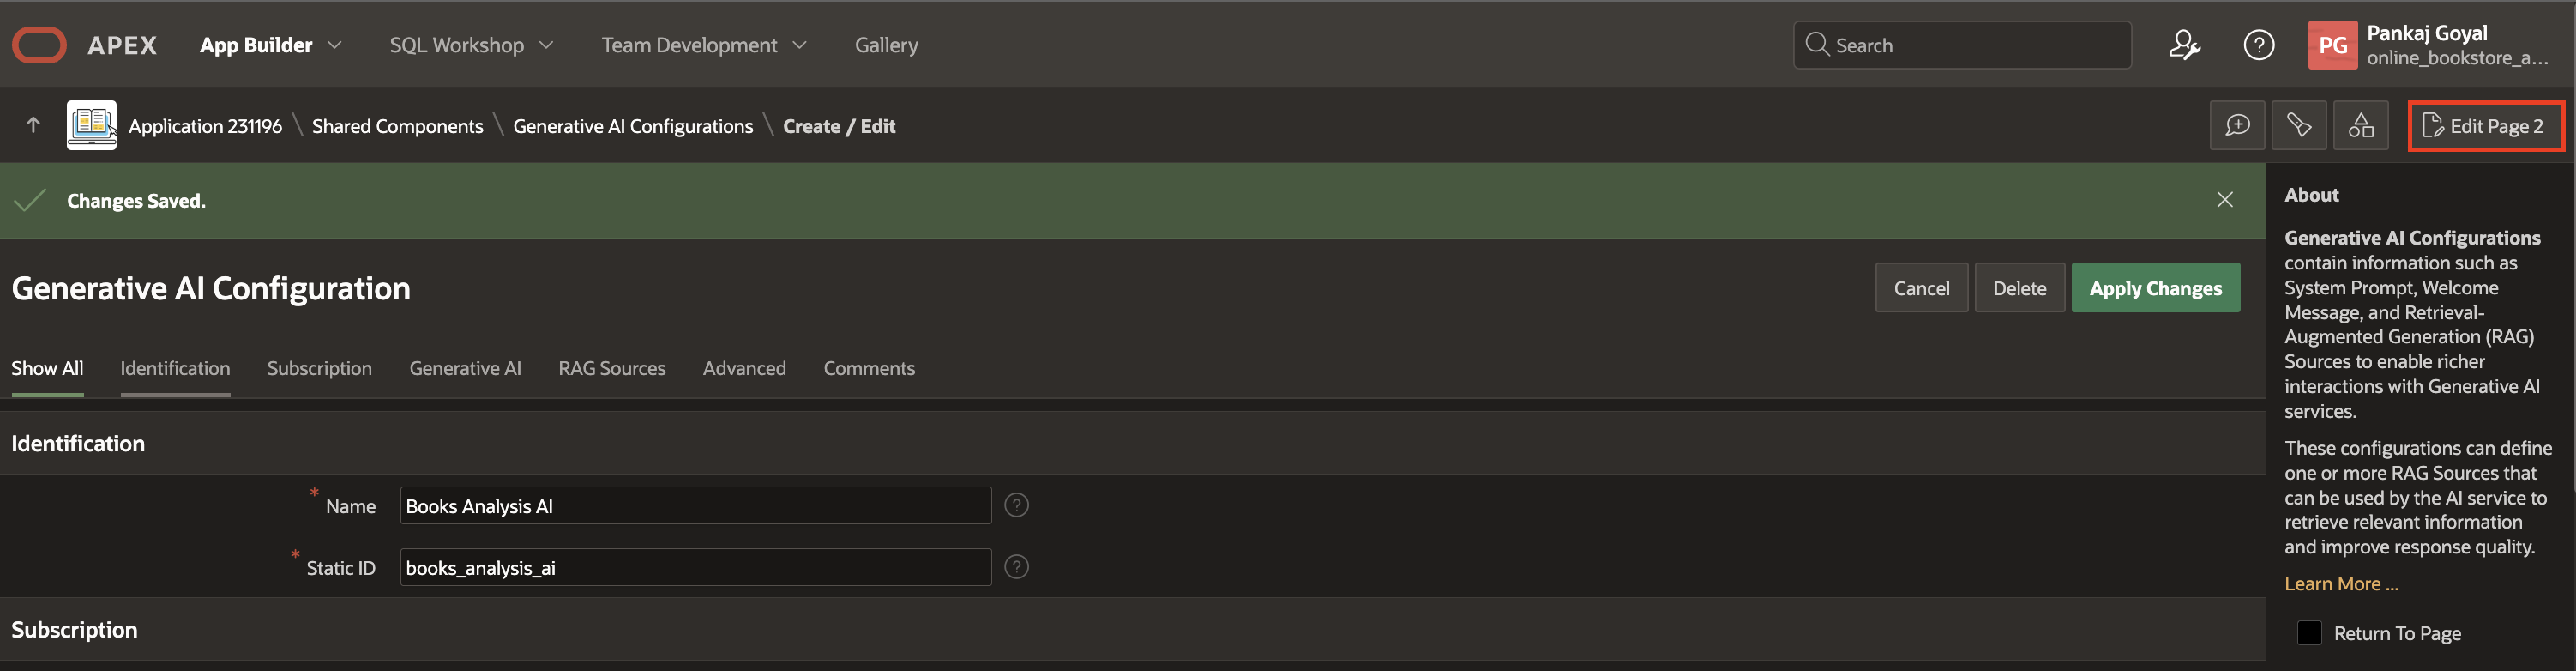 APEX App Builder SQL Workshop Team Development Gallery Search PG Pankaj Goyal
online_bookstore_a...
Application 231196 \ Shared Components \ Generative AI Configurations \ Create / Edit Edit Page 2
Changes Saved.
Generative AI Configuration
Cancel Delete Apply Changes
Show All Identification Subscription Generative AI RAG Sources Advanced Comments
Identification
* Name Books Analysis AI ?
* Static ID books_analysis_ai ?
Subscription
About
Generative AI Configurations
contain information such as
System Prompt, Welcome
Message, and Retrieval-
Augmented Generation (RAG)
Sources to enable richer
interactions with Generative AI
services.
These configurations can define
one or more RAG Sources that
can be used by the AI service to
retrieve relevant information
and improve response quality.
Learn More ...
Return To Page